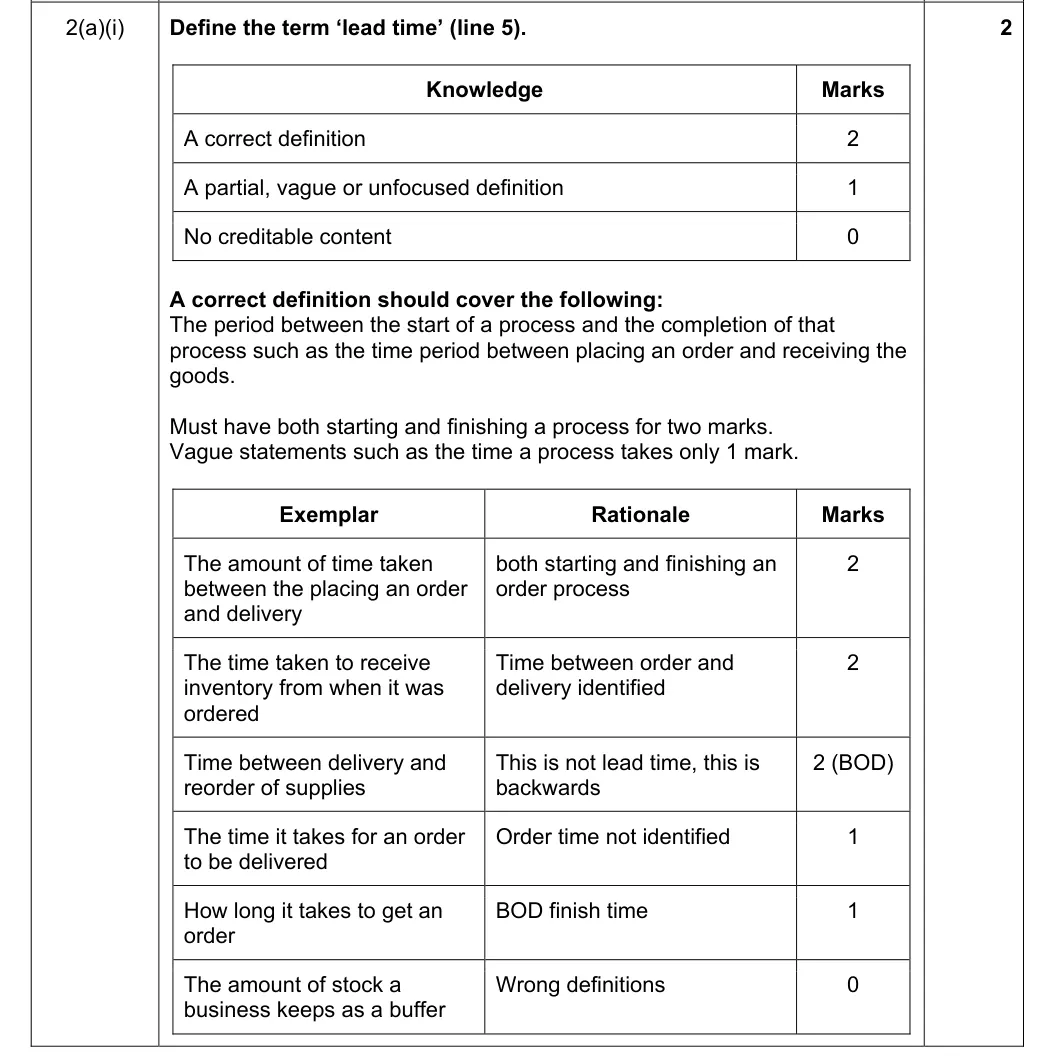 2(a)(i) Define the term ‘lead time’ (line 5). 2
Knowledge Marks
A correct definition 2
A partial, vague or unfocused definition 1
No creditable content 0
A correct definition should cover the following:
The period between the start of a process and the completion of that
process such as the time period between placing an order and receiving the
goods.
Must have both starting and finishing a process for two marks.
Vague statements such as the time a process takes only 1 mark.
Exemplar Rationale Marks
The amount of time taken
between the placing an order
and delivery
both starting and finishing an
order process
2
The time taken to receive
inventory from when it was
ordered
Time between order and
delivery identified
2
Time between delivery and
reorder of supplies
This is not lead time, this is
backwards
2 (BOD)
The time it takes for an order
to be delivered
Order time not identified
1
How long it takes to get an
order
BOD finish time
1
The amount of stock a
business keeps as a buffer
Wrong definitions
0